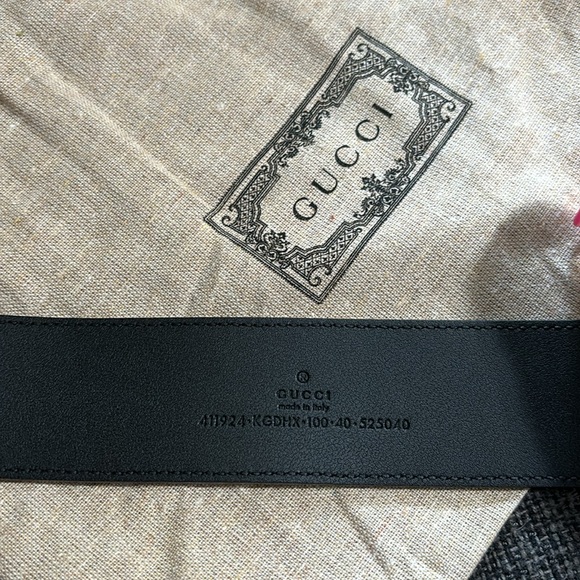 GUCCI
GUCCI
made in italy
411924·KGDHX·100·40·525040